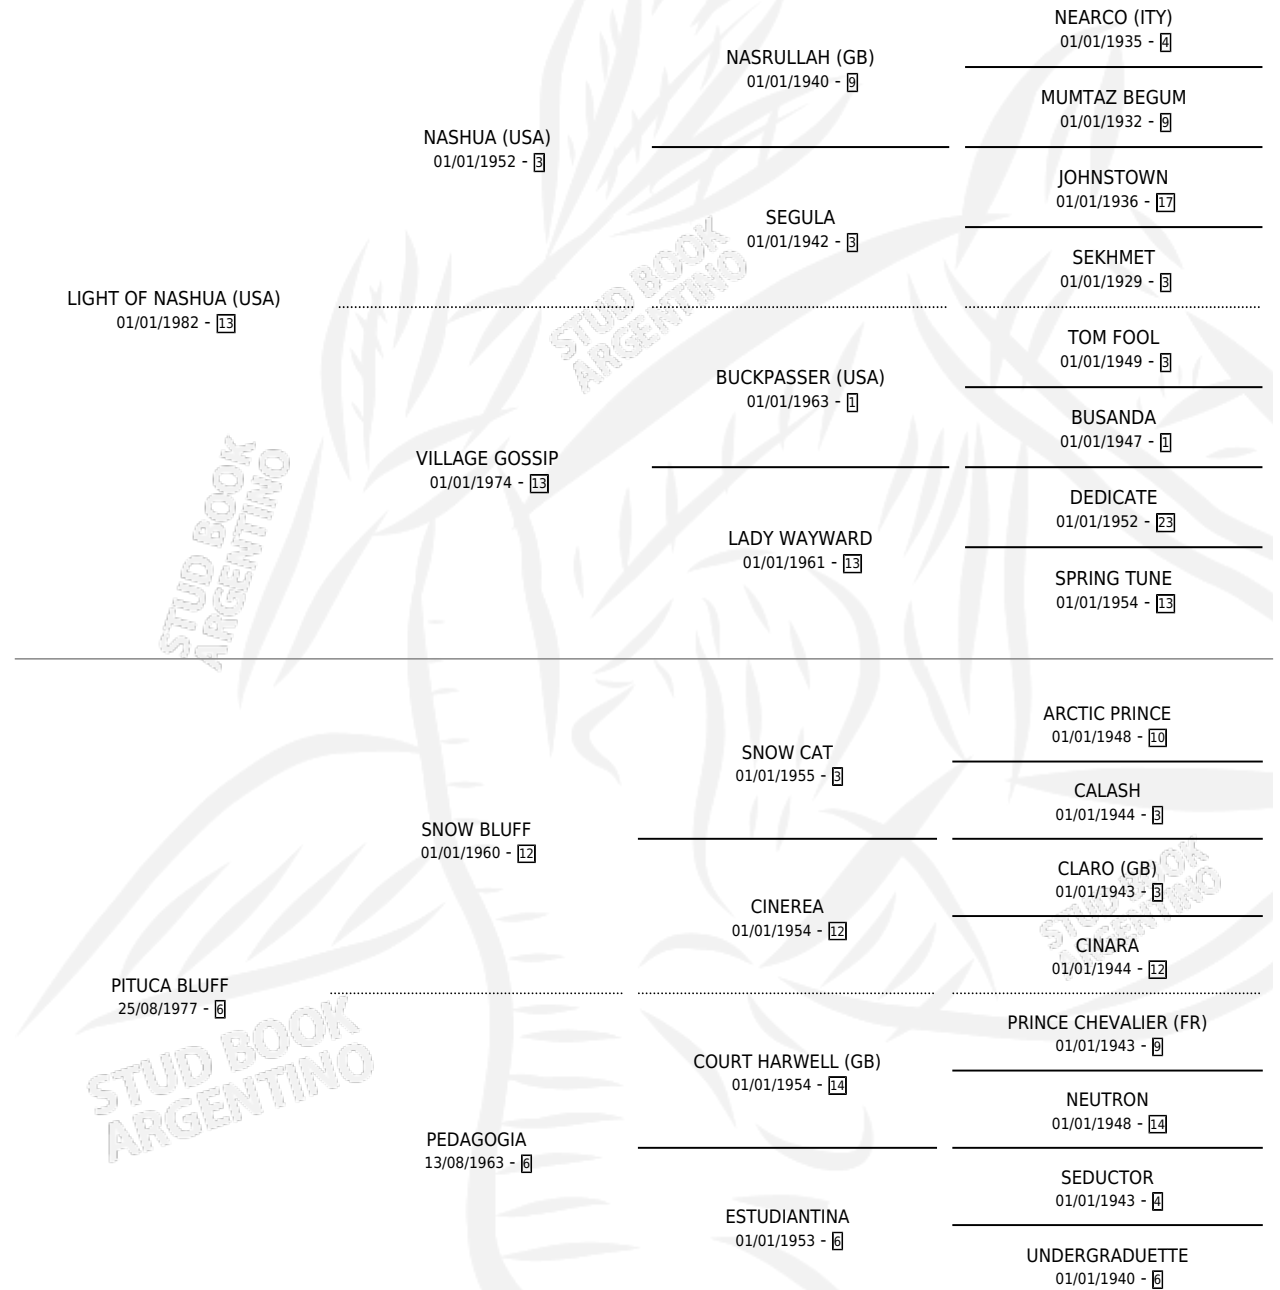 NEARCO (ITY)
01/01/1935 - 4
NASRULLAH (GB)
01/01/1940 - 9
MUMTAZ BEGUM
01/01/1932 - 9
NASHUA (USA)
01/01/1952 - 3
JOHNSTOWN
01/01/1936 - 17
SEGULA
01/01/1942 - 3
SEKHMET
01/01/1929 - 3
LIGHT OF NASHUA (USA)
01/01/1982 - 13
TOM FOOL
01/01/1949 - 3
BUCKPASSER (USA)
01/01/1963 - 1
BUSANDA
01/01/1947 - 1
VILLAGE GOSSIP
01/01/1974 - 13
DEDICATE
01/01/1952 - 23
LADY WAYWARD
01/01/1961 - 13
SPRING TUNE
01/01/1954 - 13
STUD BOOK
ARGENTINO
STUD BOOK
ARGENTINO
ARCTIC PRINCE
01/01/1948 - 10
SNOW CAT
01/01/1955 - 3
CALASH
01/01/1944 - 3
SNOW BLUFF
01/01/1960 - 12
CLARO (GB)
01/01/1943 - 3
CINEREA
01/01/1954 - 12
CINARA
01/01/1944 - 12
STUD BOOK
ARGENTINO
PITUCA BLUFF
25/08/1977 - 6
PRINCE CHEVALIER (FR)
01/01/1943 - 9
COURT HARWELL (GB)
01/01/1954 - 14
NEUTRON
01/01/1948 - 14
STUD BOOK
ARGENTINO
PEDAGOGIA
13/08/1963 - 6
SEDUCTOR
01/01/1943 - 4
ESTUDIANTINA
01/01/1953 - 6
UNDERGRADUETTE
01/01/1940 - 6